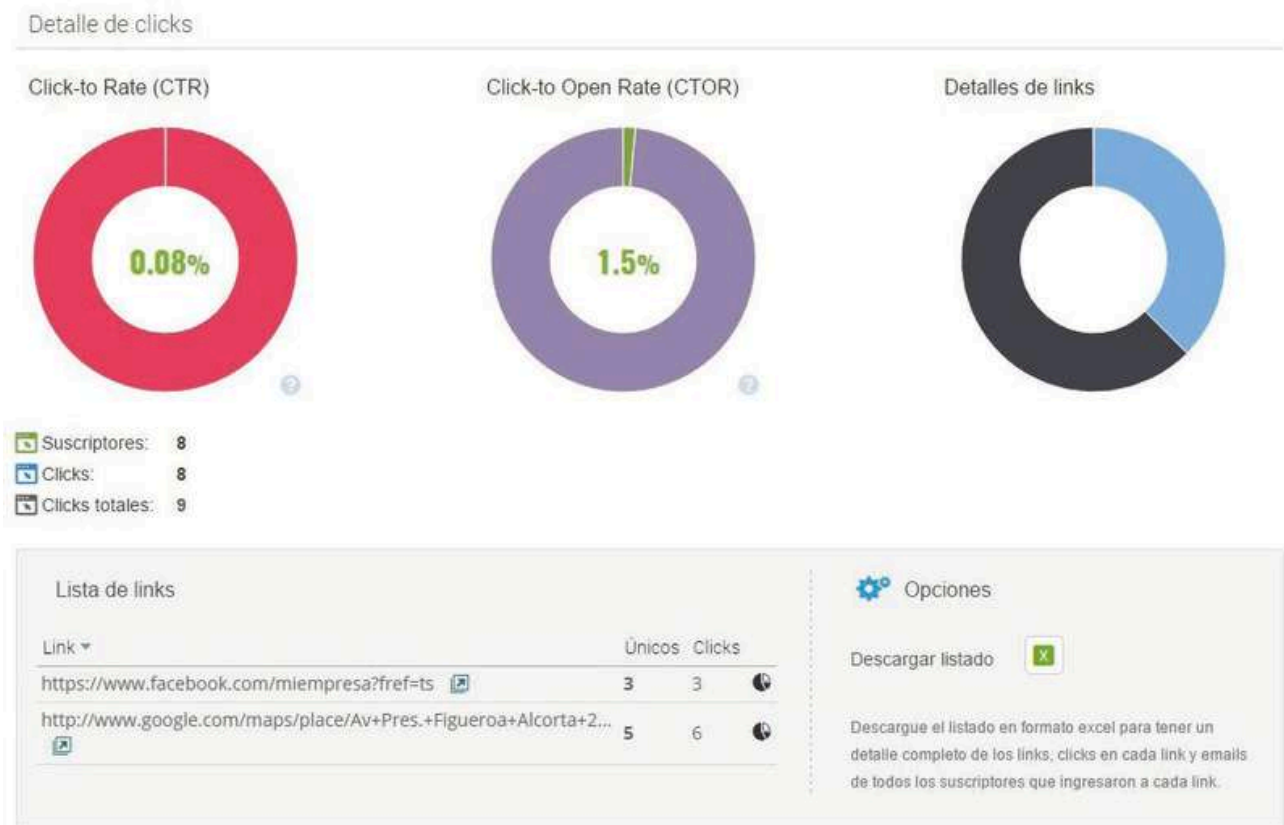 Detalle de clicks
Click-to Rate (CTR)
Click-to Open Rate (CTOR)
Detalles de links
0.08%
1.5%
?
?
Suscriptores: 8
Clicks: 8
Clicks totales: 9
Lista de links
Link Únicos Clicks
https://www.facebook.com/miempresa?fref=ts 3 3
http://www.google.com/maps/place/Av+Pres.+Figueroa+Alcorta+2... 5 6
Opciones
Descargar listado X
Descargue el listado en formato excel para tener un
detalle completo de los links, clicks en cada link y emails
de todos los suscriptores que ingresaron a cada link.